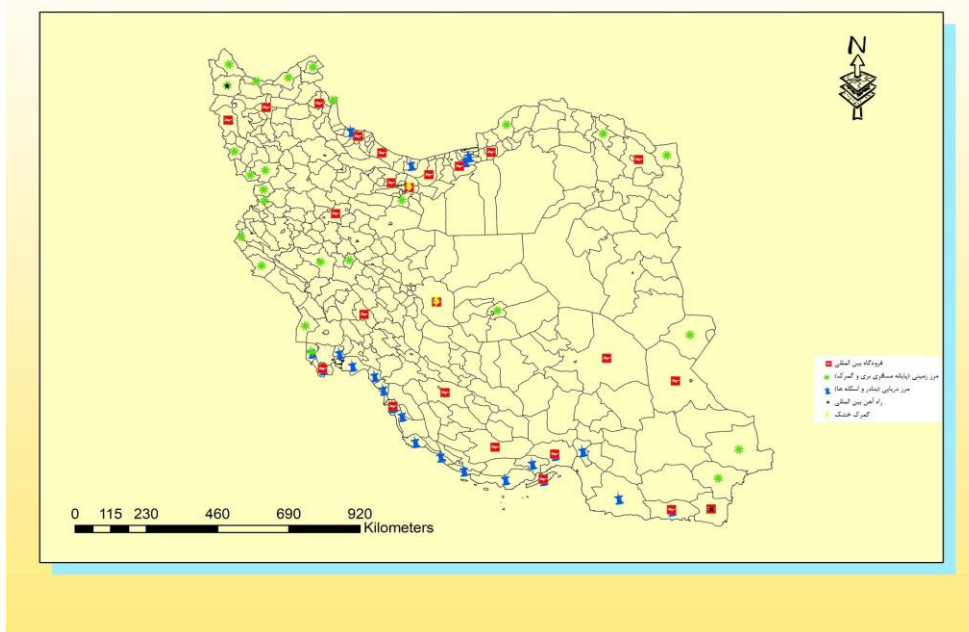 N
فرودگاه بین المللی
مرز زمینی (پایانه مسافری بری و گمرک)
مرز دریایی (بنادر و اسکله ها)
راه آهن بین المللی
گمرک خشک
0 115 230 460 690 920
Kilometers